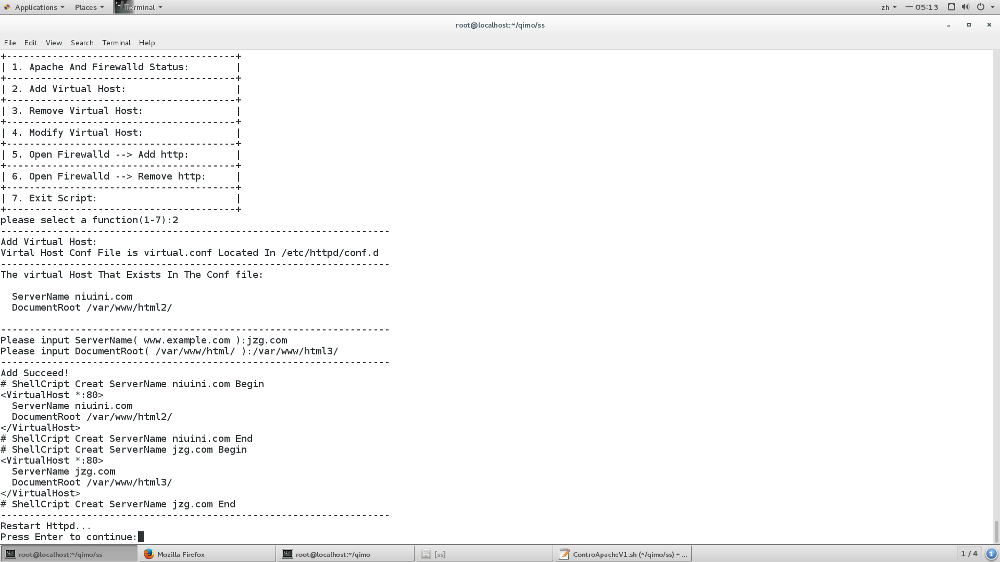 Applications Places Terminal zh 一 05:13
root@localhost:~/qimo/ss
File Edit View Search Terminal Help
+----------------------------------------+
| 1. Apache And Firewalld Status:        |
+----------------------------------------+
| 2. Add Virtual Host:                   |
+----------------------------------------+
| 3. Remove Virtual Host:                |
+----------------------------------------+
| 4. Modify Virtual Host:                |
+----------------------------------------+
| 5. Open Firewalld --> Add http:        |
+----------------------------------------+
| 6. Open Firewalld --> Remove http:     |
+----------------------------------------+
| 7. Exit Script:                        |
+----------------------------------------+
please select a function(1-7):2
--------------------------------------------------------------------
Add Virtual Host:
Virtal Host Conf File is virtual.conf Located In /etc/httpd/conf.d
--------------------------------------------------------------------
The virtual Host That Exists In The Conf file:
  ServerName niuini.com
  DocumentRoot /var/www/html2/
--------------------------------------------------------------------
Please input ServerName( www.example.com ):jzg.com
Please input DocumentRoot( /var/www/html/ ):/var/www/html3/
--------------------------------------------------------------------
Add Succeed!
# ShellCript Creat ServerName niuini.com Begin
<VirtualHost *:80>
  ServerName niuini.com
  DocumentRoot /var/www/html2/
</VirtualHost>
# ShellCript Creat ServerName niuini.com End
# ShellCript Creat ServerName jzg.com Begin
<VirtualHost *:80>
  ServerName jzg.com
  DocumentRoot /var/www/html3/
</VirtualHost>
# ShellCript Creat ServerName jzg.com End
--------------------------------------------------------------------
Restart Httpd...
Press Enter to continue:
root@localhost:~/qimo/ss Mozilla Firefox root@localhost:~/qimo [ss] ControApacheV1.sh (~/qimo/ss) – ... 1 / 4 1